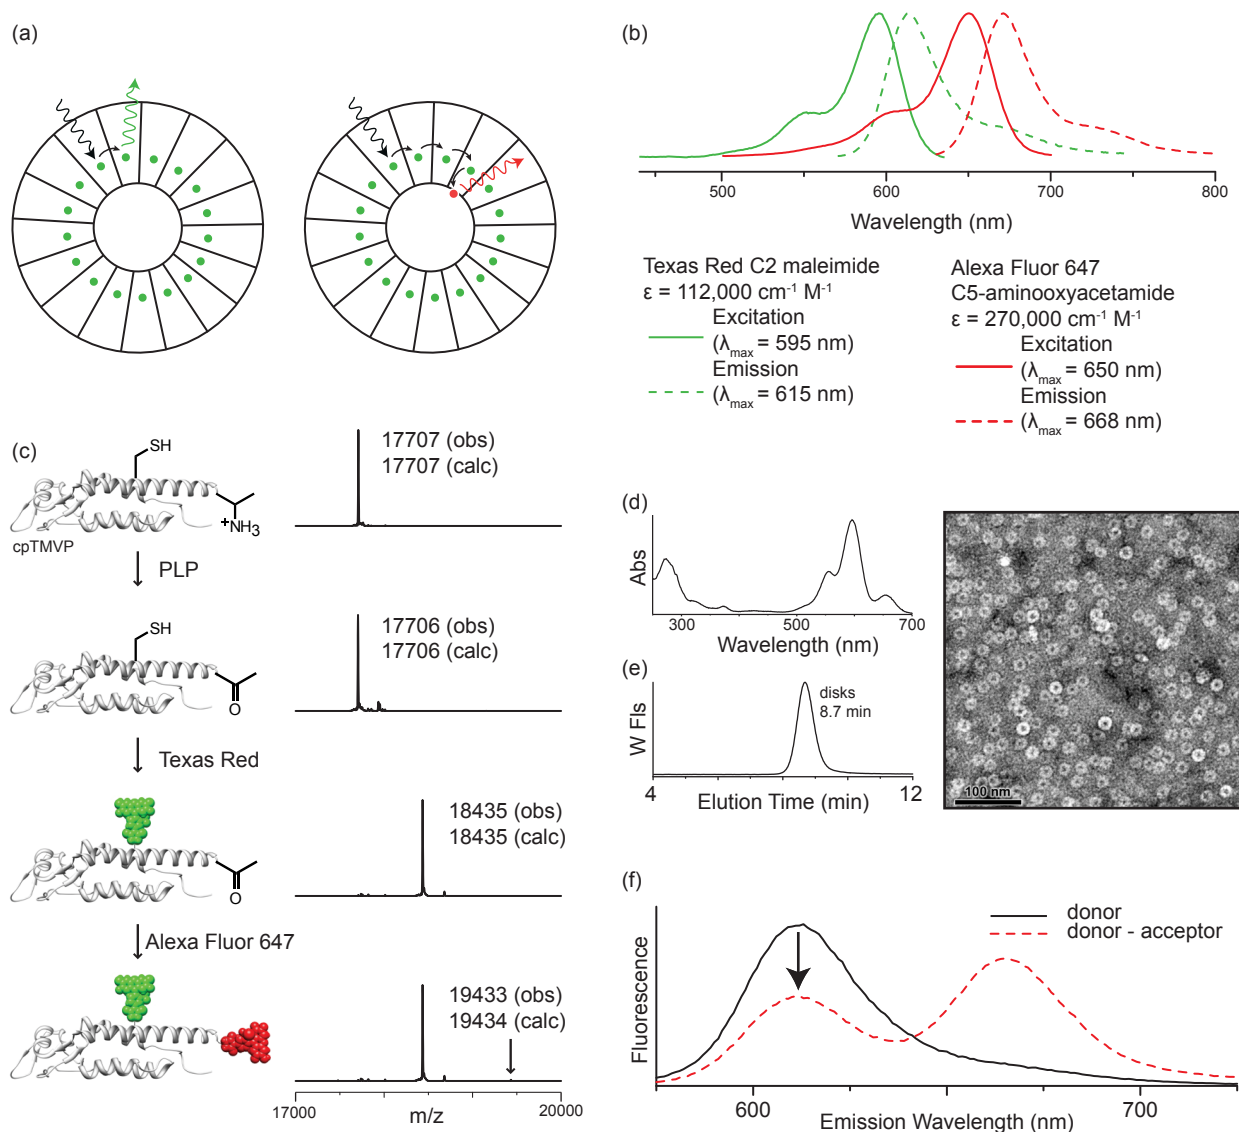 (a)
(b)
500
600
700
800
Wavelength (nm)
Texas Red C2 maleimide
ε = 112,000 cm⁻¹ M⁻¹
Excitation
(λmax = 595 nm)
Emission
(λmax = 615 nm)
Alexa Fluor 647
C5-aminooxyacetamide
ε = 270,000 cm⁻¹ M⁻¹
Excitation
(λmax = 650 nm)
Emission
(λmax = 668 nm)
(c)
SH
+NH3
cpTMVP
17707 (obs)
17707 (calc)
PLP
SH
O
17706 (obs)
17706 (calc)
Texas Red
O
18435 (obs)
18435 (calc)
Alexa Fluor 647
19433 (obs)
19434 (calc)
17000
m/z
20000
(d)
Abs
300
500
700
Wavelength (nm)
(e)
W Fls
disks
8.7 min
4
Elution Time (min)
12
100 nm
(f)
Fluorescence
donor
donor - acceptor
600
700
Emission Wavelength (nm)